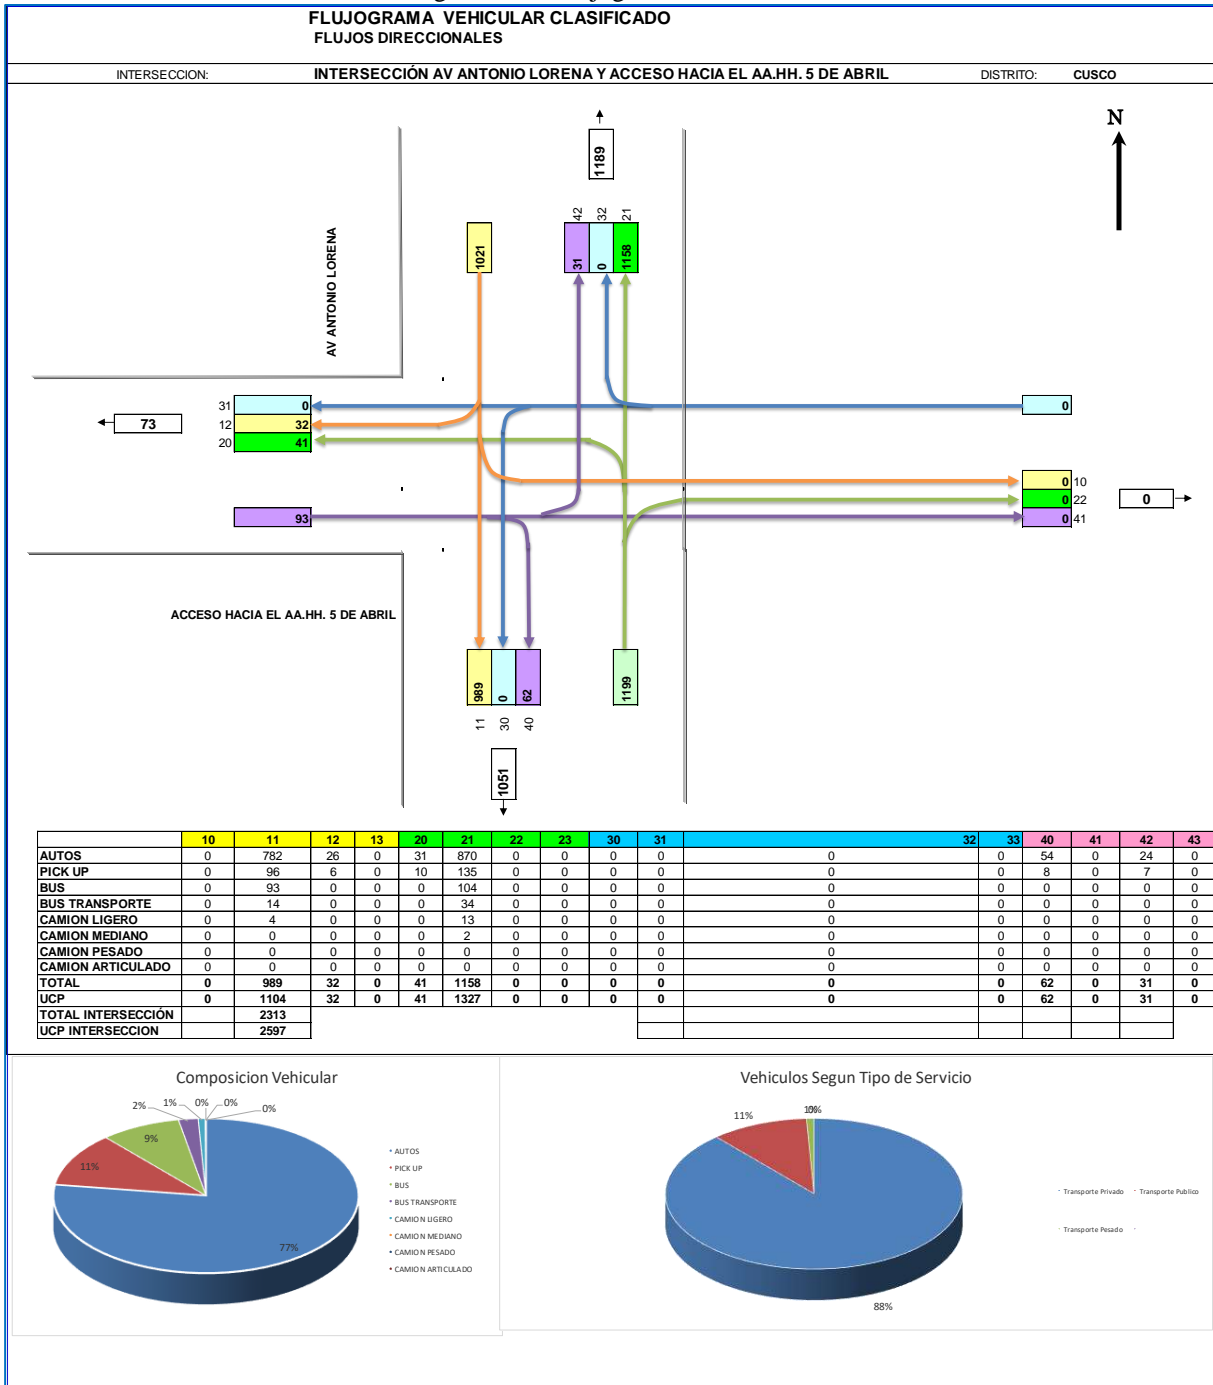 FLUJOGRAMA VEHICULAR CLASIFICADO
FLUJOS DIRECCIONALES
INTERSECCION: INTERSECCIÓN AV ANTONIO LORENA Y ACCESO HACIA EL AA.HH. 5 DE ABRIL DISTRITO: CUSCO
N
1189
42 32 21
1021 31 0 1158
AV ANTONIO LORENA
31 0 0
73 12 32
20 41
0 10
0 22 0
93 0 41
ACCESO HACIA EL AA.HH. 5 DE ABRIL
989 0 62 1199
11 30 40
1051
10 11 12 13 20 21 22 23 30 31 32 33 40 41 42 43
AUTOS 0 782 26 0 31 870 0 0 0 0 0 0 54 0 24 0
PICK UP 0 96 6 0 10 135 0 0 0 0 0 0 8 0 7 0
BUS 0 93 0 0 0 104 0 0 0 0 0 0 0 0 0 0
BUS TRANSPORTE 0 14 0 0 0 34 0 0 0 0 0 0 0 0 0 0
CAMION LIGERO 0 4 0 0 0 13 0 0 0 0 0 0 0 0 0 0
CAMION MEDIANO 0 0 0 0 0 2 0 0 0 0 0 0 0 0 0 0
CAMION PESADO 0 0 0 0 0 0 0 0 0 0 0 0 0 0 0 0
CAMION ARTICULADO 0 0 0 0 0 0 0 0 0 0 0 0 0 0 0 0
TOTAL 0 989 32 0 41 1158 0 0 0 0 0 0 62 0 31 0
UCP 0 1104 32 0 41 1327 0 0 0 0 0 0 62 0 31 0
TOTAL INTERSECCIÓN 2313
UCP INTERSECCION 2597
Composicion Vehicular
2% 1% 0% 0% 0%
9%
11%
77%
AUTOS
PICK UP
BUS
BUS TRANSPORTE
CAMION LIGERO
CAMION MEDIANO
CAMION PESADO
CAMION ARTICULADO
Vehiculos Segun Tipo de Servicio
11% 1% 0%
88%
Transporte Privado Transporte Publico
Transporte Pesado